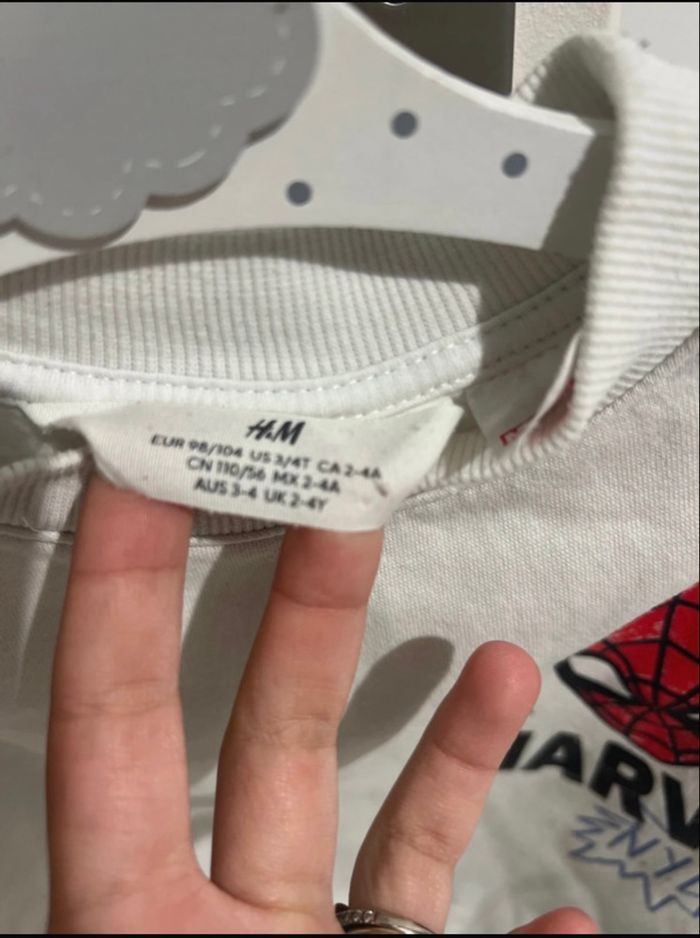 H&M
EUR 98/104 US 3/4T CA 2-4A
CN 110/56 MX 2-4A
AUS 3-4 UK 2-4Y
MARV
NYC